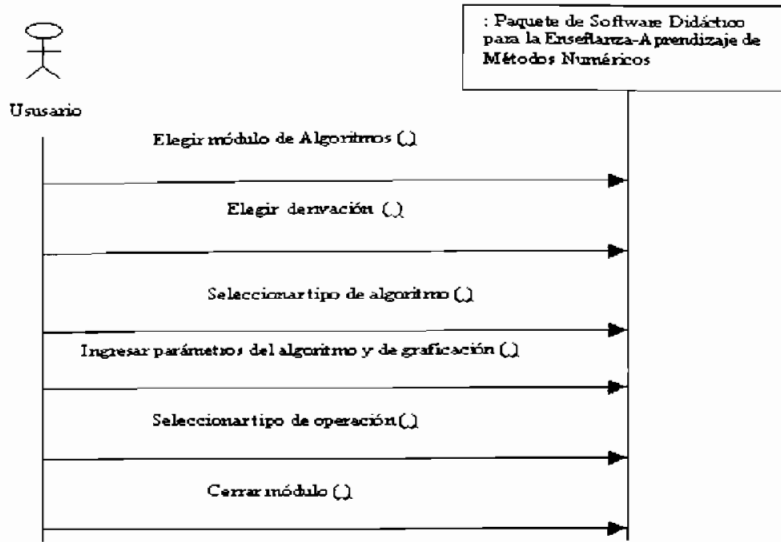 : Paquete de Software Didáctico
para la Enseñanza-Aprendizaje de
Métodos Numéricos
Ususario
Elegir módulo de Algoritmos ( )
Elegir derivación ( )
Seleccionar tipo de algoritmo ( )
Ingresar parámetros del algoritmo y de graficación ( )
Seleccionar tipo de operación ( )
Cerrar módulo ( )